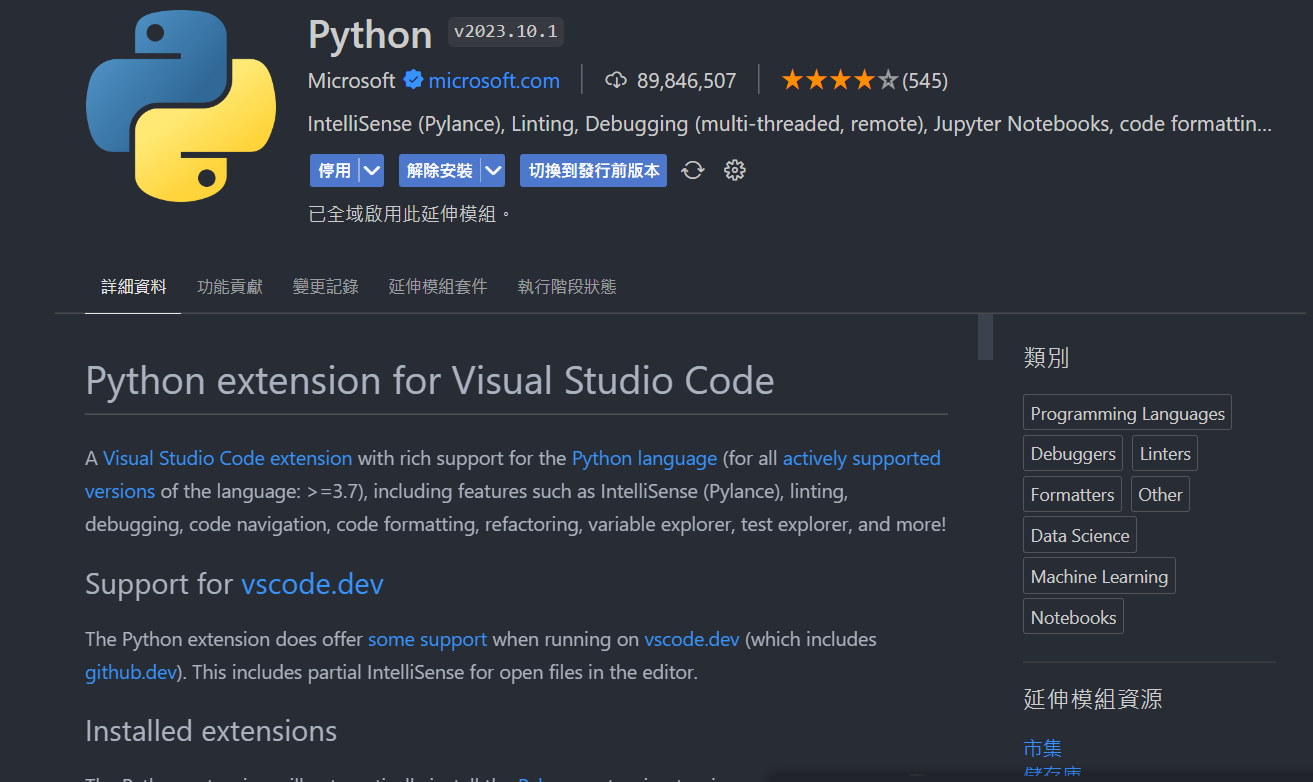 Python v2023.10.1
Microsoft microsoft.com 89,846,507 (545)
IntelliSense (Pylance), Linting, Debugging (multi-threaded, remote), Jupyter Notebooks, code formattin...
停用 解除安裝 切換到發行前版本
已全域啟用此延伸模組。
詳細資料 功能貢獻 變更記錄 延伸模組套件 執行階段狀態
Python extension for Visual Studio Code
A Visual Studio Code extension with rich support for the Python language (for all actively supported
versions of the language: >=3.7), including features such as IntelliSense (Pylance), linting,
debugging, code navigation, code formatting, refactoring, variable explorer, test explorer, and more!
Support for vscode.dev
The Python extension does offer some support when running on vscode.dev (which includes
github.dev). This includes partial IntelliSense for open files in the editor.
Installed extensions
類別
Programming Languages
Debuggers Linters
Formatters Other
Data Science
Machine Learning
Notebooks
延伸模組資源
市集
儲存庫